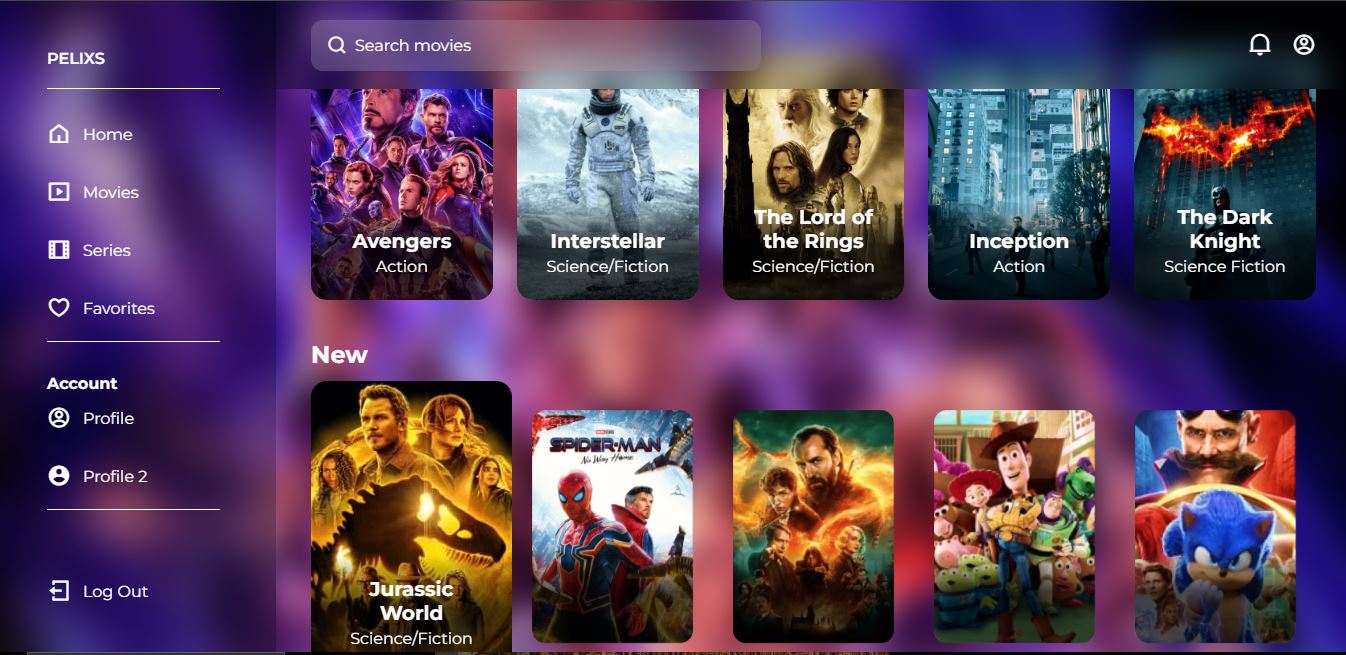 PELIXS
Search movies
Home
Movies
Series
Favorites
Account
Profile
Profile 2
Log Out
Avengers
Action
Interstellar
Science/Fiction
The Lord of
the Rings
Science/Fiction
Inception
Action
The Dark
Knight
Science Fiction
New
Jurassic
World
Science/Fiction
SPIDER-MAN
No Way Home